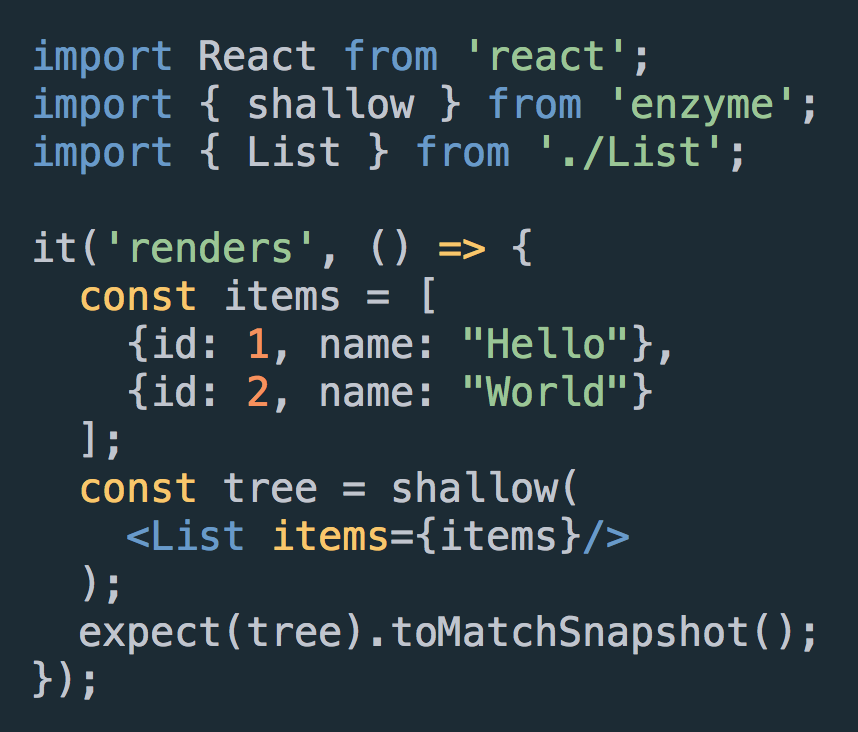 import React from 'react';
import { shallow } from 'enzyme';
import { List } from './List';

it('renders', () => {
  const items = [
    {id: 1, name: "Hello"},
    {id: 2, name: "World"}
  ];
  const tree = shallow(
    <List items={items}/>
  );
  expect(tree).toMatchSnapshot();
});